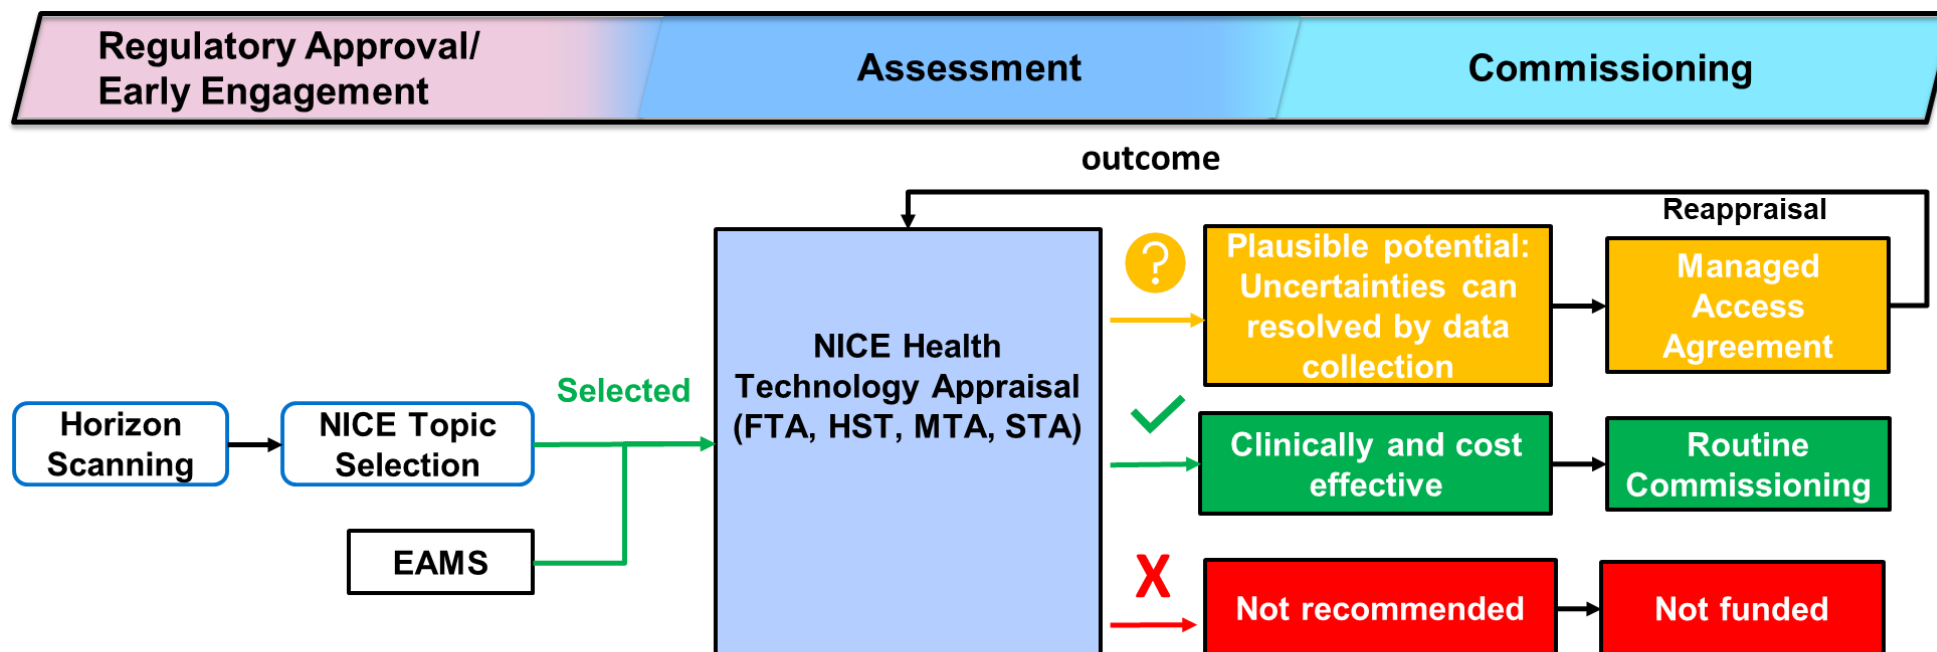 Regulatory Approval/
Early Engagement
Assessment
Commissioning
outcome
Reappraisal
Horizon
Scanning
NICE Topic
Selection
Selected
EAMS
NICE Health
Technology Appraisal
(FTA, HST, MTA, STA)
?
Plausible potential:
Uncertainties can
resolved by data
collection
Managed
Access
Agreement
Clinically and cost
effective
Routine
Commissioning
X
Not recommended
Not funded